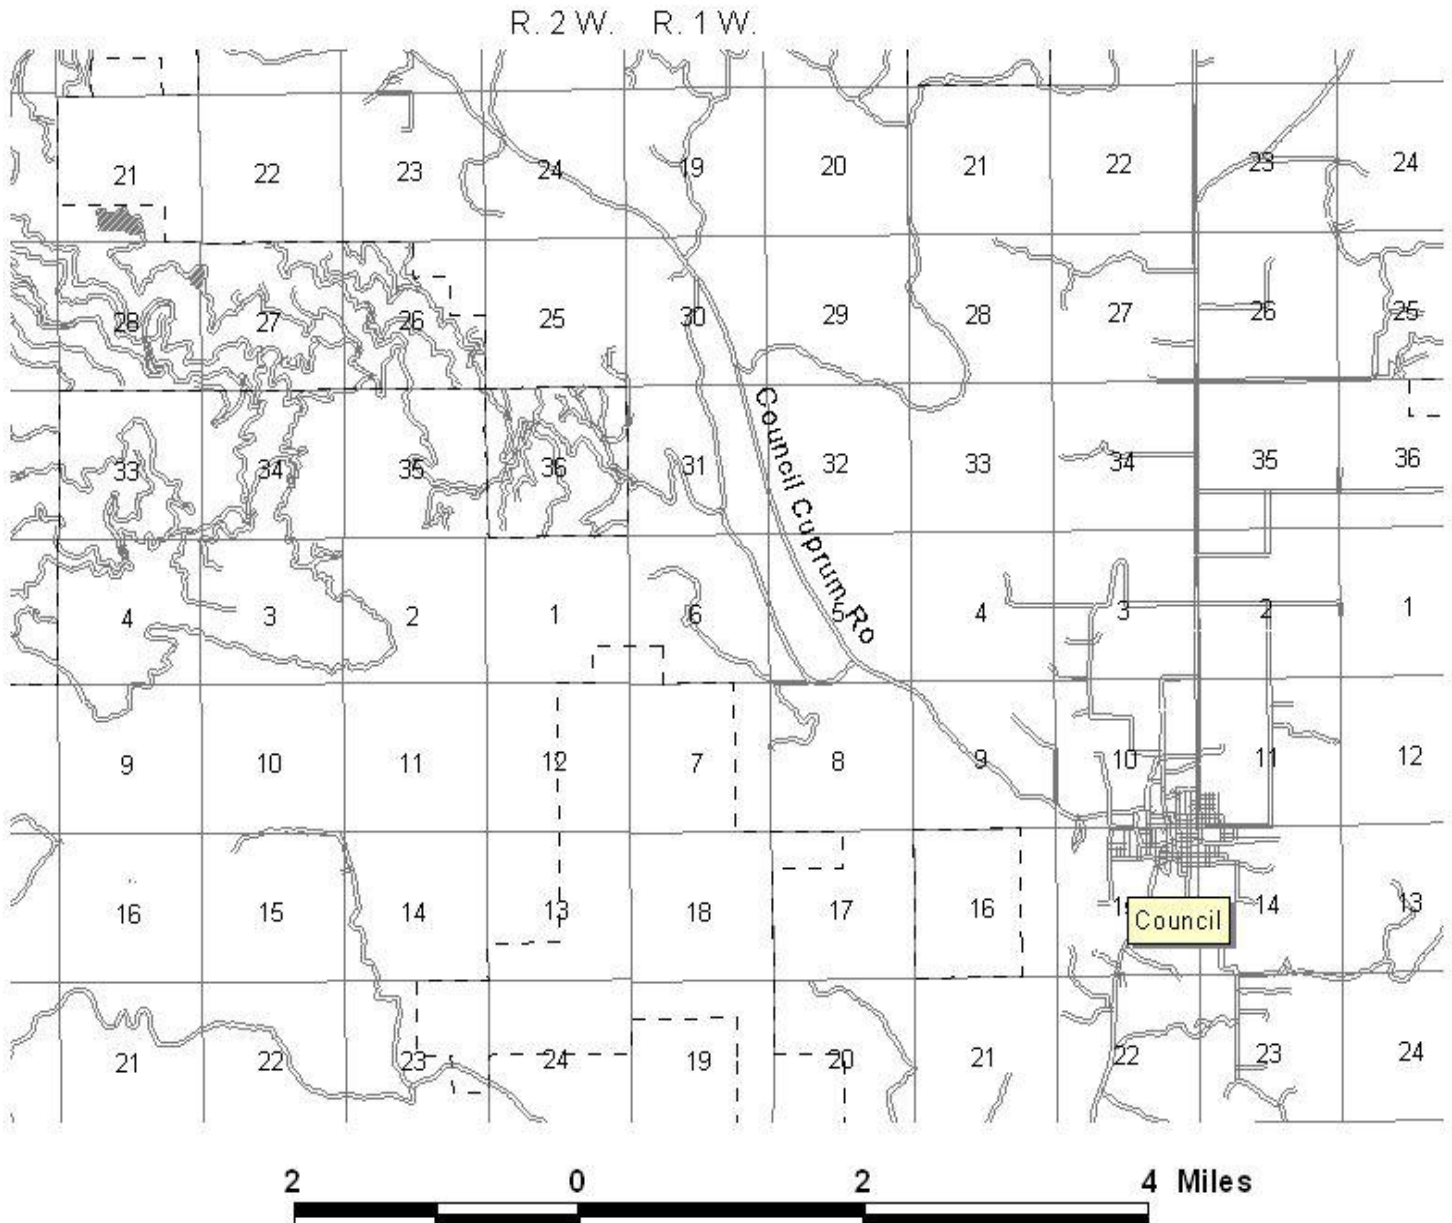 R. 2 W. R. 1 W.
21 22 23 24 19 20 21 22 23 24
28 27 26 25 30 29 28 27 26 25
33 34 35 36 31 32 33 34 35 36
Council Cuprum Ro
4 3 2 1 6 5 4 3 2 1
9 10 11 12 7 8 9 10 11 12
16 15 14 13 18 17 16 15 14 13
Council
21 22 23 24 19 20 21 22 23 24
2 0 2 4 Miles